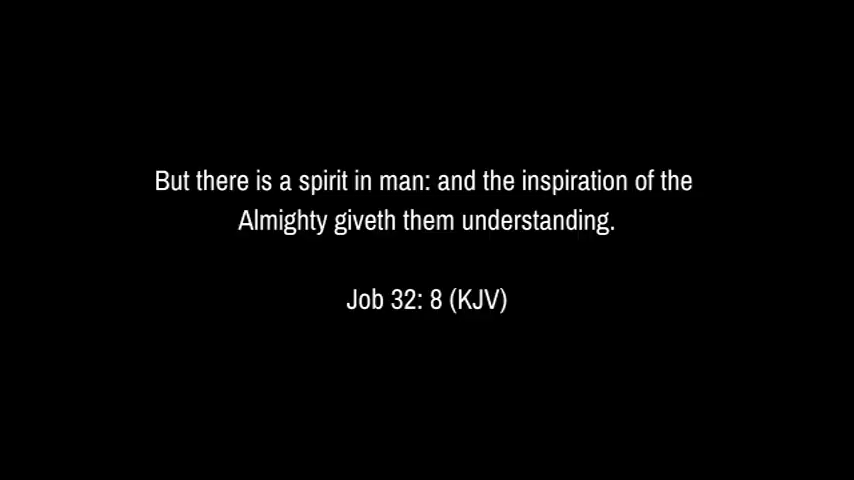 But there is a spirit in man: and the inspiration of the
Almighty giveth them understanding.
Job 32: 8 (KJV)